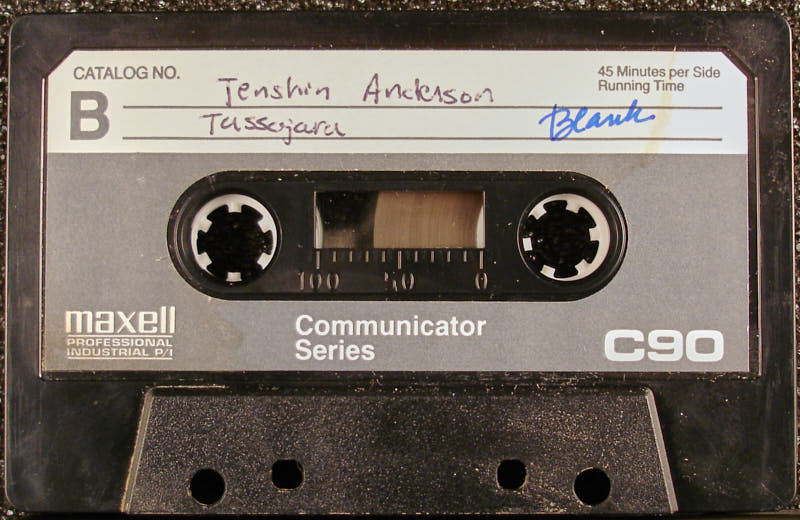 CATALOG NO.
45 Minutes per Side
Running Time
B
Tenshin Anderson
Tassajara
Blank
100 50 0
maxell
PROFESSIONAL
INDUSTRIAL P/I
Communicator
Series
C90